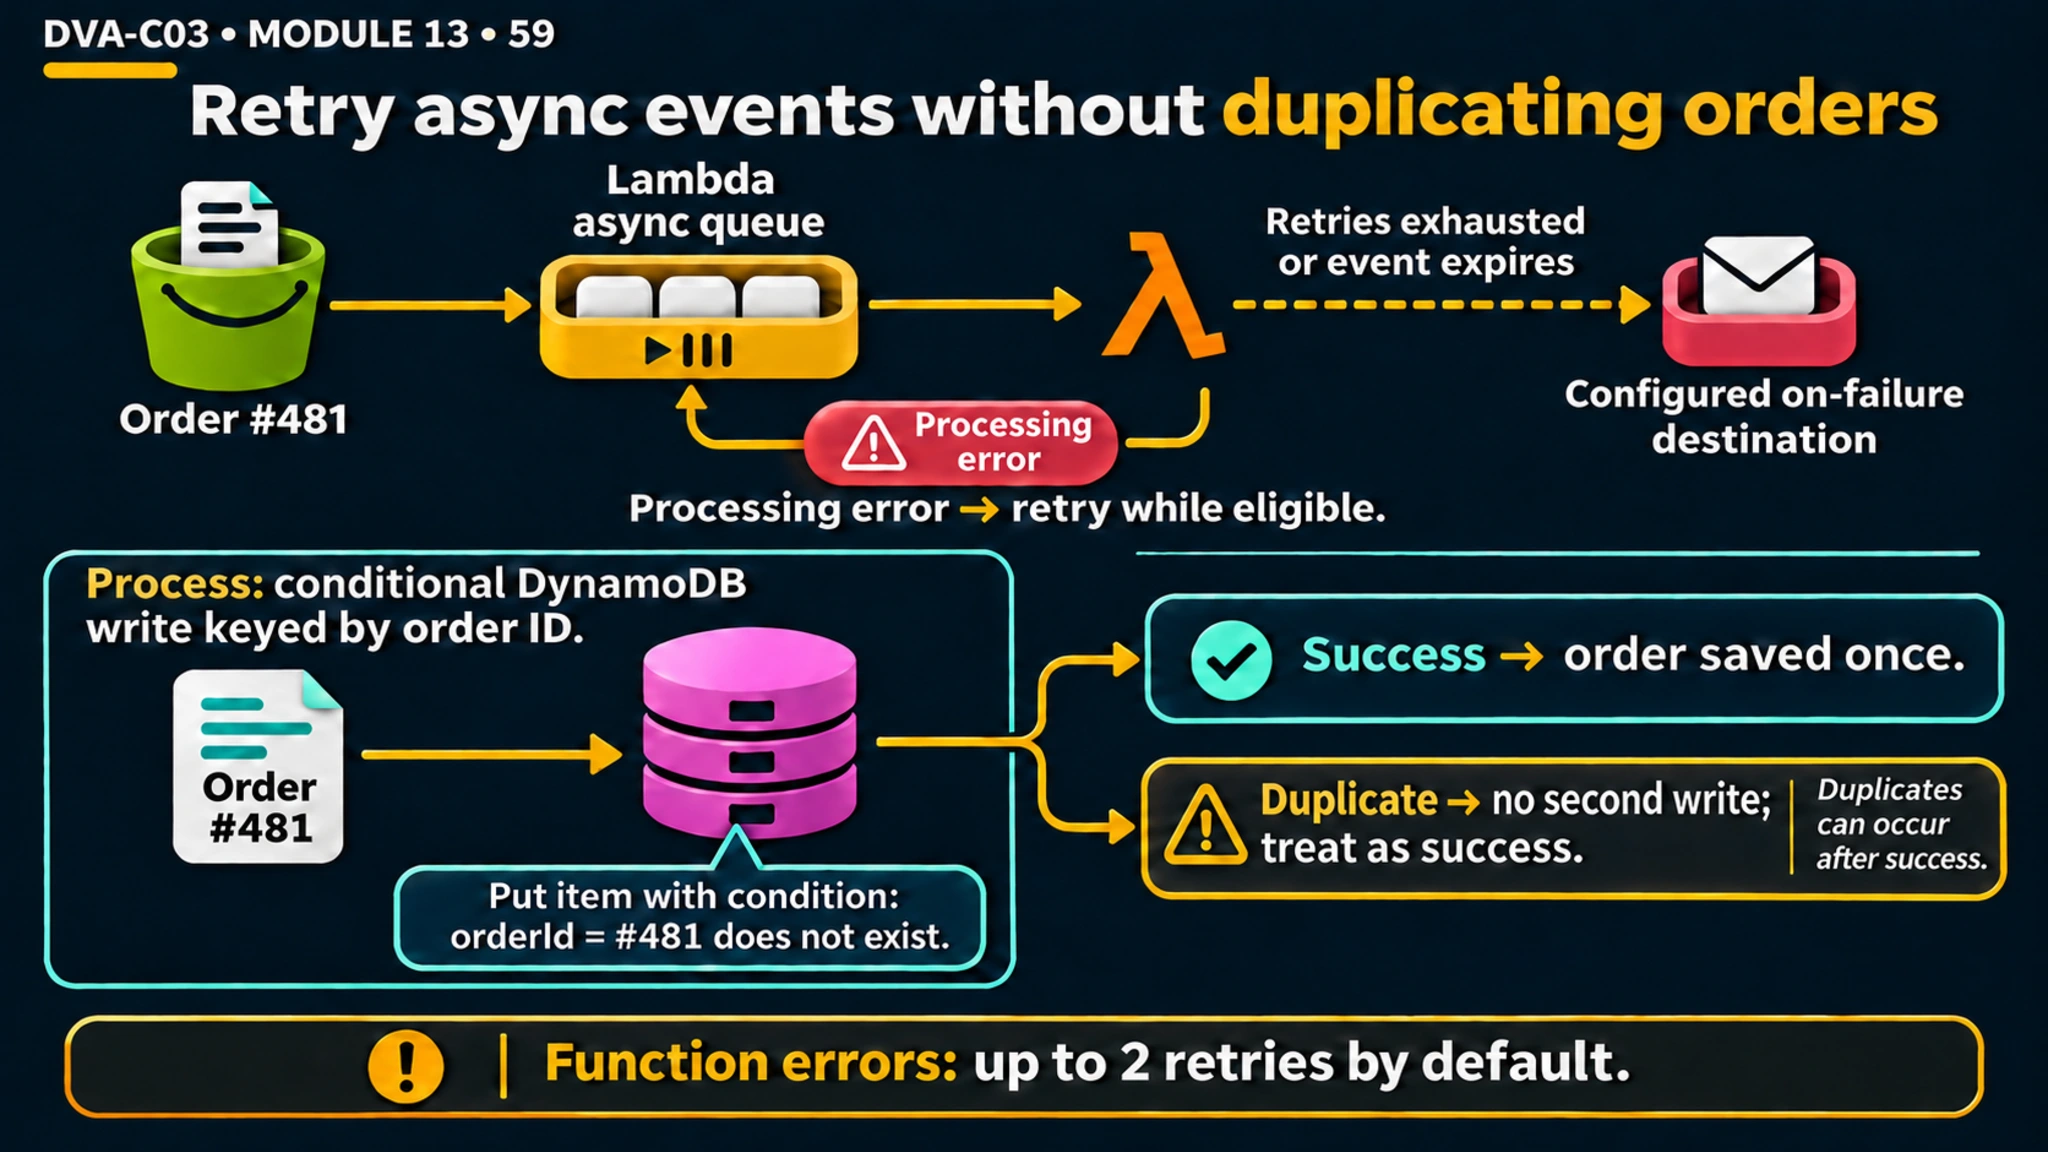 DVA-C03 • MODULE 13 • 59
Retry async events without duplicating orders
Lambda
async queue
Retries exhausted
or event expires
Order #481
Configured on-failure
destination
Processing
error
Processing error → retry while eligible.
Process: conditional DynamoDB
write keyed by order ID.
Order
#481
Put item with condition:
orderId = #481 does not exist.
Success → order saved once.
Duplicate → no second write;
treat as success.
Duplicates
can occur
after success.
Function errors: up to 2 retries by default.